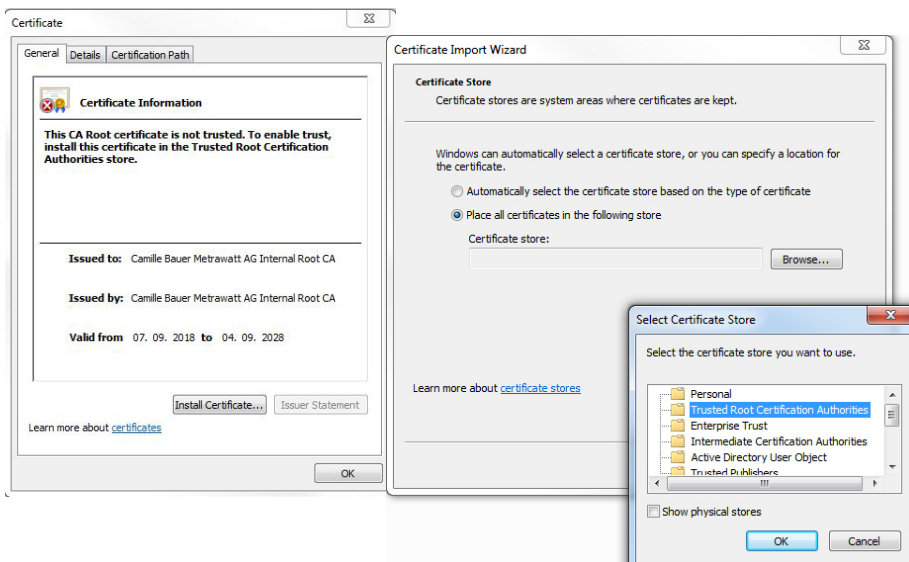 Certificate
General Details Certification Path
Certificate Information
This CA Root certificate is not trusted. To enable trust,
install this certificate in the Trusted Root Certification
Authorities store.
Issued to: Camille Bauer Metrawatt AG Internal Root CA
Issued by: Camille Bauer Metrawatt AG Internal Root CA
Valid from 07. 09. 2018 to 04. 09. 2028
Install Certificate... Issuer Statement
Learn more about certificates
OK
Certificate Import Wizard
Certificate Store
Certificate stores are system areas where certificates are kept.
Windows can automatically select a certificate store, or you can specify a location for
the certificate.
Automatically select the certificate store based on the type of certificate
Place all certificates in the following store
Certificate store:
Browse...
Learn more about certificate stores
Select Certificate Store
Select the certificate store you want to use.
Personal
Trusted Root Certification Authorities
Enterprise Trust
Intermediate Certification Authorities
Active Directory User Object
Trusted Publishers
Show physical stores
OK Cancel